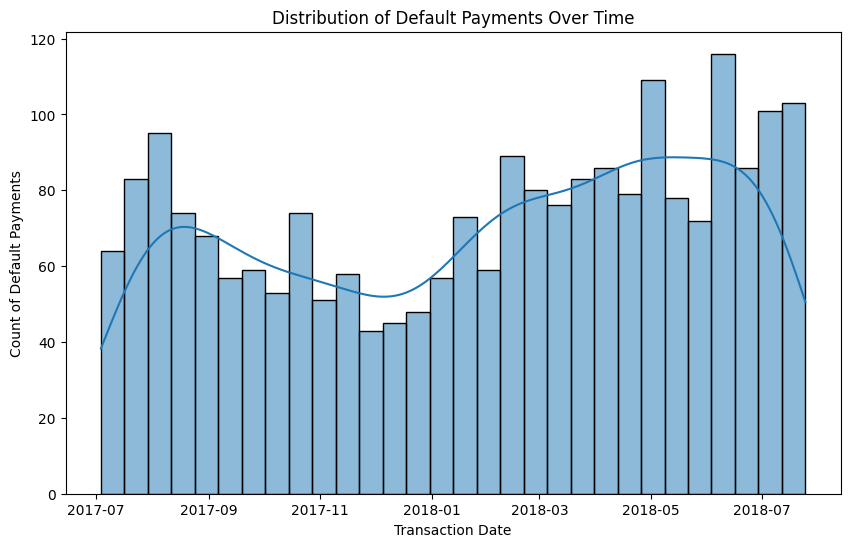 Distribution of Default Payments Over Time
120
100
80
60
40
20
0
Count of Default Payments
2017-07 2017-09 2017-11 2018-01 2018-03 2018-05 2018-07
Transaction Date